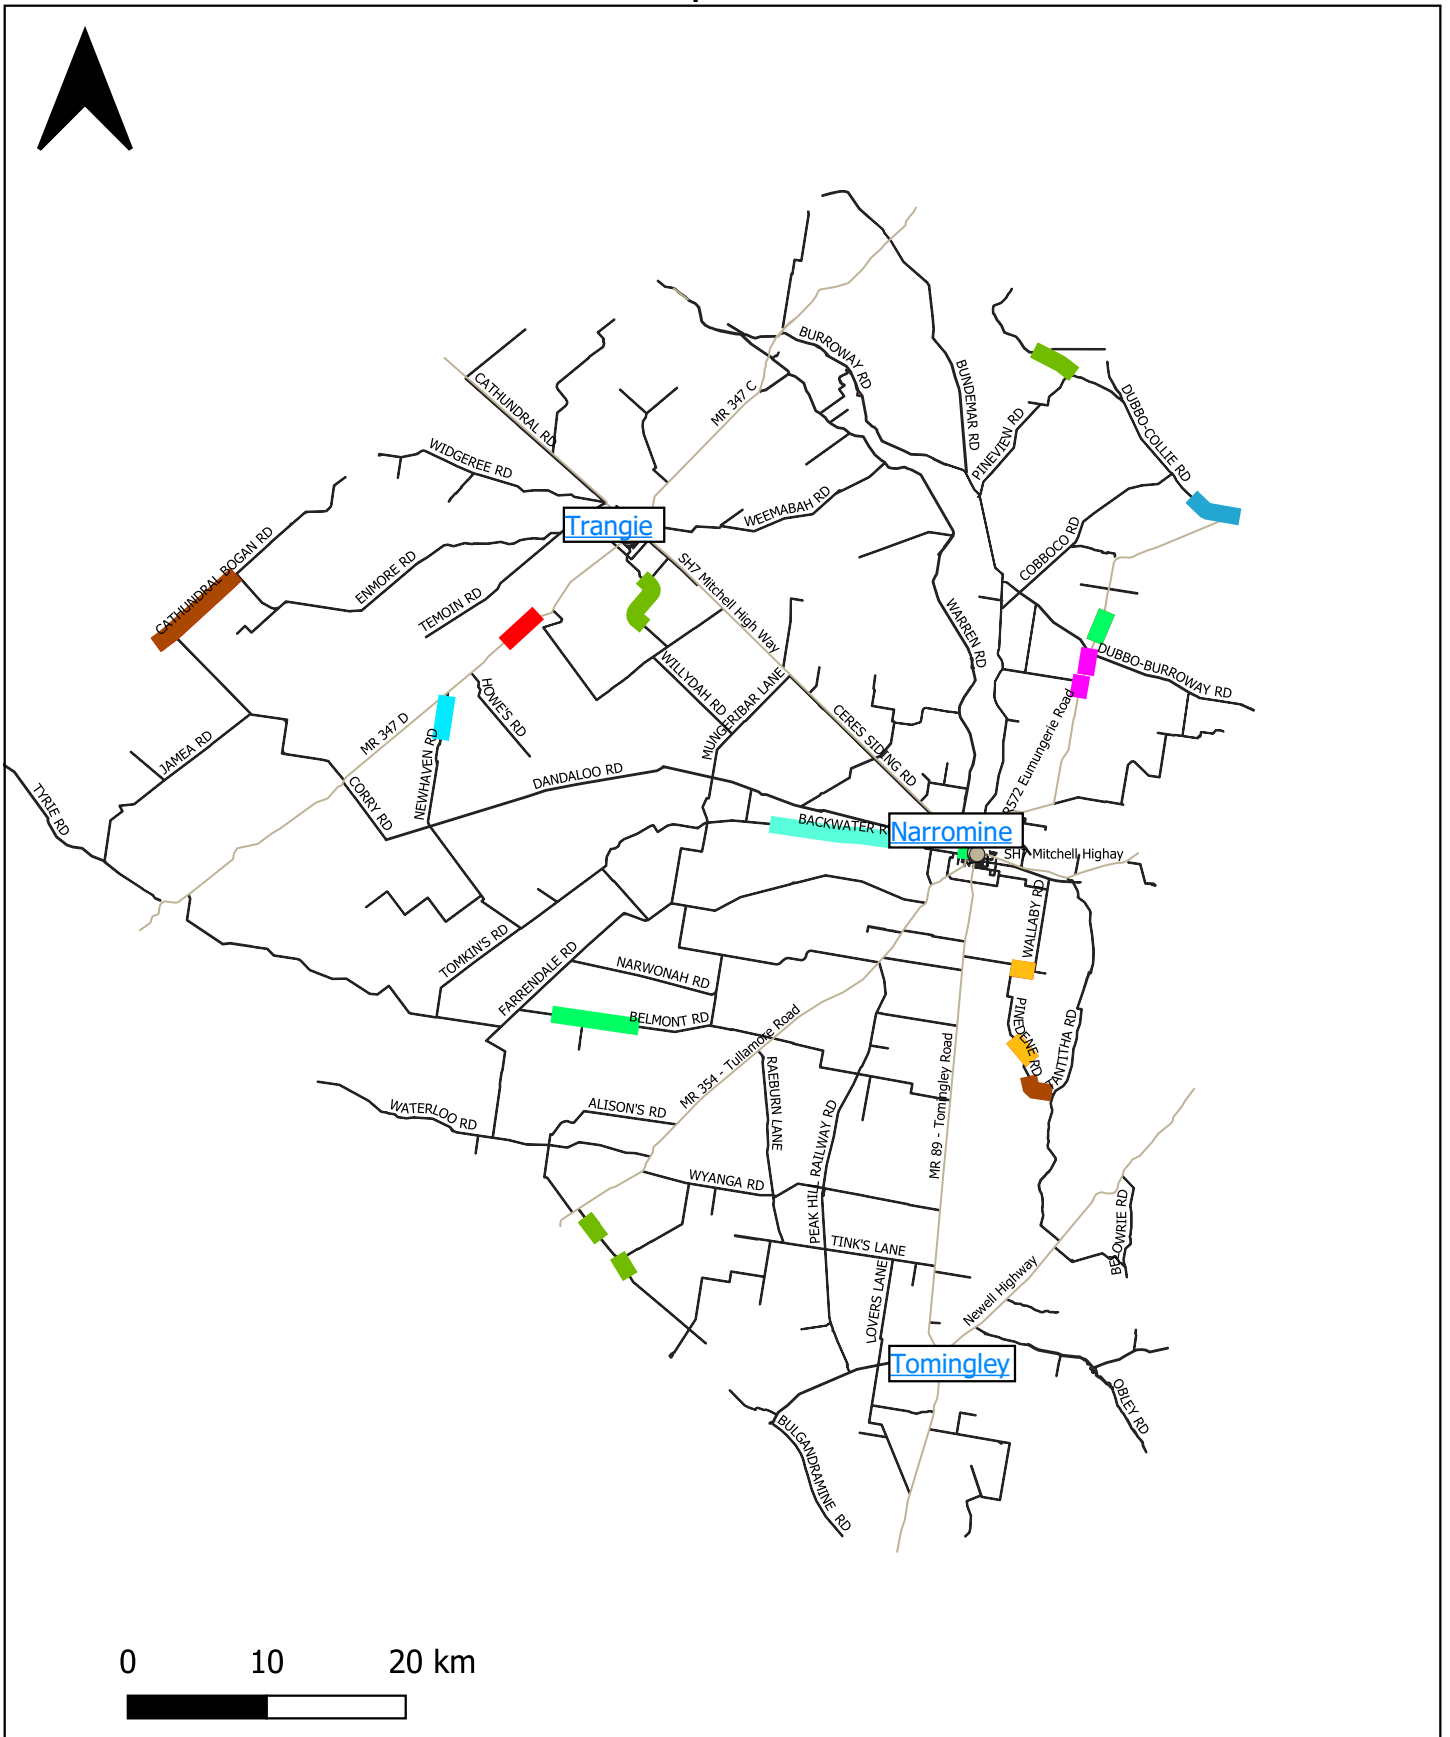 BURROWAY RD
BUNDEMAR RD
CATHUNDRAL RD
MR 347 C
DUBBO-COLLIE RD
PINEVIEW RD
WIDGEREE RD
WEEMABAH RD
Trangie
CATHUNDRAL BOGAN RD
ENMORE RD
TEMOIN RD
SH7 Mitchell High Way
COBBOCO RD
WARREN RD
DUBBO-BURROWAY RD
WILLYDAH RD
MUNGERIBAR LANE
HOWE'S RD
MR 347 D
NEWHAVEN RD
JAMEA RD
CORRY RD
TYRIE RD
DANDALOO RD
CERES SIDING RD
R572 Eumungerie Road
BACKWATER R
Narromine
SH7 Mitchell Highay
WALLABY RD
TOMKIN'S RD
FARRENDALE RD
NARWONAH RD
BELMONT RD
PINEDENE RD
TANTITHA RD
MR 354 - Tullamore Road
RAEBURN LANE
MR 89 - Tomingley Road
WATERLOO RD
ALISON'S RD
PEAK HILL RAILWAY RD
WYANGA RD
TINK'S LANE
BELOWRIE RD
LOVERS LANE
Newell Highway
Tomingley
OBLEY RD
BULGANDRAMINE RD
0 10 20 km